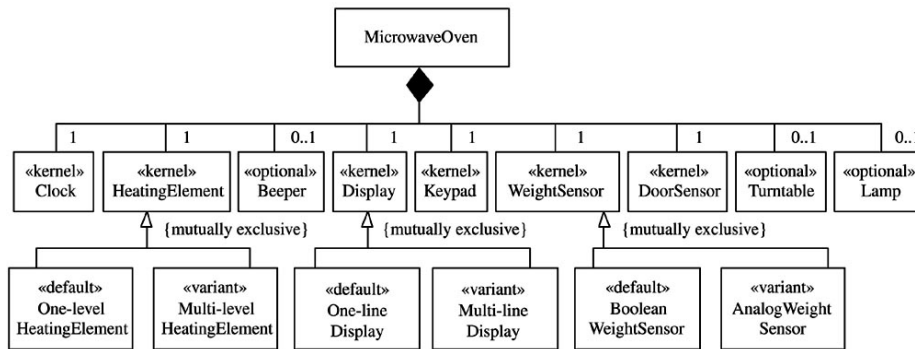 MicrowaveOven
1 1 0..1 1 1 1 1 0..1 0..1
«kernel» «kernel» «optional» «kernel» «kernel» «kernel» «kernel» «optional» «optional»
Clock HeatingElement Beeper Display Keypad WeightSensor DoorSensor Turntable Lamp
{mutually exclusive} {mutually exclusive} {mutually exclusive}
«default» «variant» «default» «variant» «default» «variant»
One-level Multi-level One-line Multi-line Boolean AnalogWeight
HeatingElement HeatingElement Display Display WeightSensor Sensor